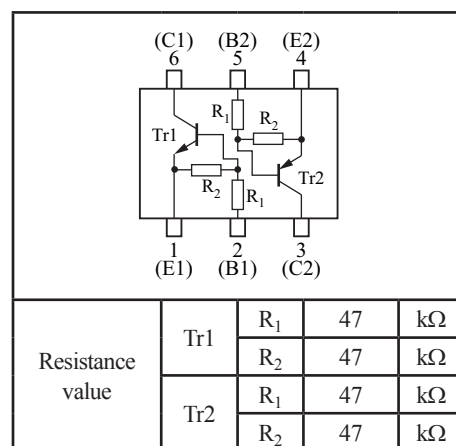 (C1) (B2) (E2)
6 5 4
R1
R2
Tr1
Tr2
R2
R1
1 2 3
(E1) (B1) (C2)
Resistance value
Tr1 R1 47 kΩ
R2 47 kΩ
Tr2 R1 47 kΩ
R2 47 kΩ